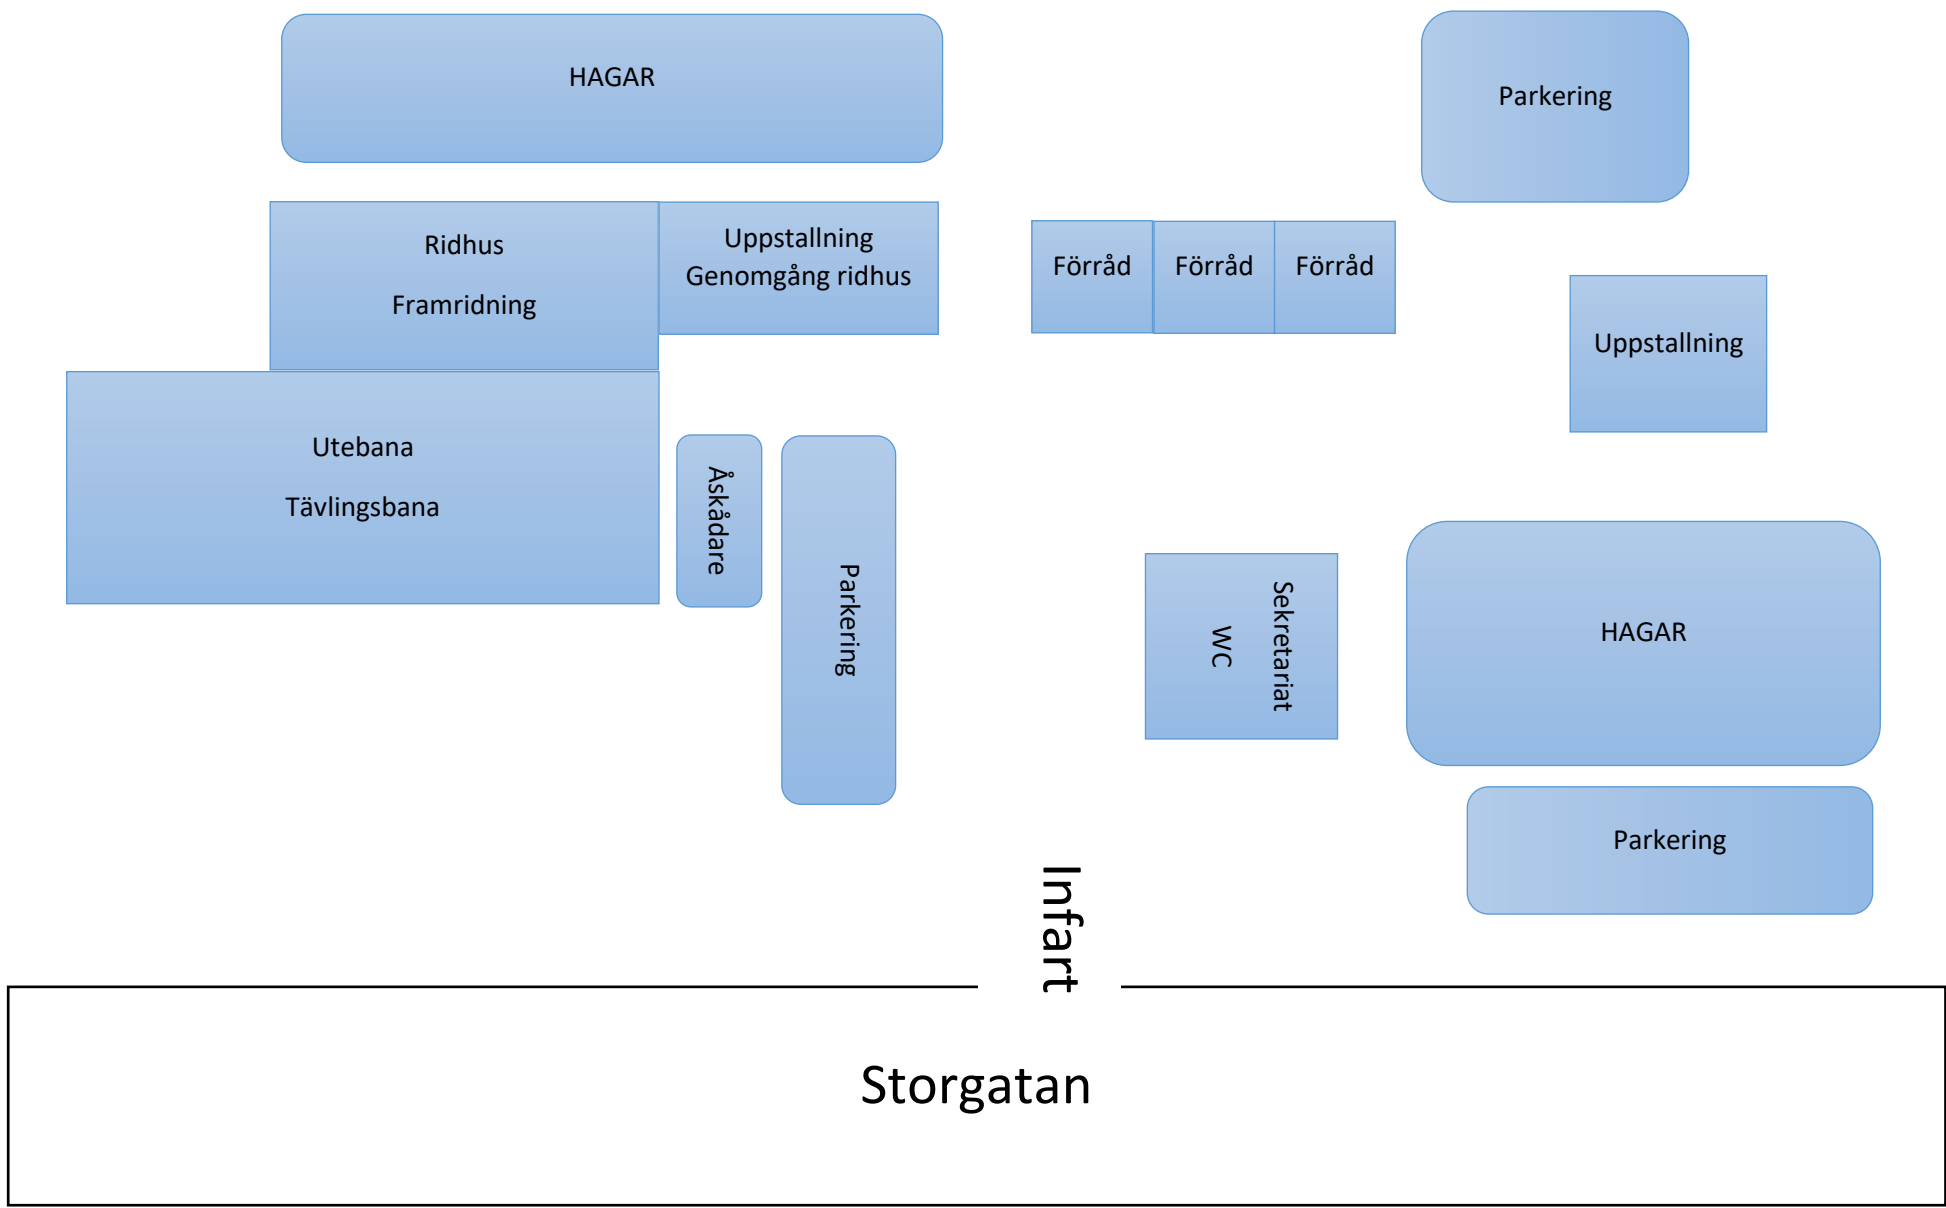 HAGAR
Parkering
Ridhus
Framridning
Uppstallning
Genomgång ridhus
Förråd
Förråd
Förråd
Uppstallning
Utebana
Tävlingsbana
Åskådare
Parkering
Sekretariat
WC
HAGAR
Parkering
Infart
Storgatan